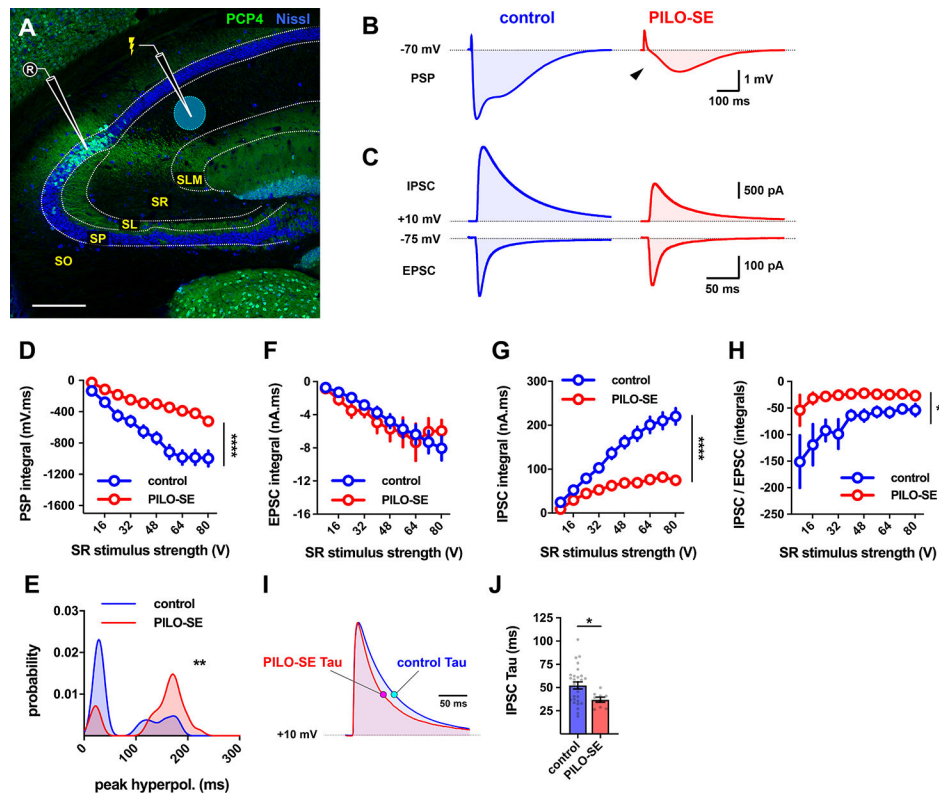 A
PCP4 Nissl
R
SLM
SR
SL
SP
SO
B
control PILO-SE
-70 mV
PSP
1 mV
100 ms
C
IPSC
+10 mV
500 pA
-75 mV
EPSC
100 pA
50 ms
D
PSP integral (mV.ms)
0
-400
-800
-1200
-1600
control
PILO-SE
****
16 32 48 64 80
SR stimulus strength (V)
F
EPSC integral (nA.ms)
0
-4
-8
-12
-16
control
PILO-SE
16 32 48 64 80
SR stimulus strength (V)
G
IPSC integral (nA.ms)
300
200
100
0
control
PILO-SE
****
16 32 48 64 80
SR stimulus strength (V)
H
IPSC / EPSC (integrals)
0
-50
-100
-150
-200
-250
control
PILO-SE
*
16 32 48 64 80
SR stimulus strength (V)
E
control
PILO-SE
probability
0.03
0.02
0.01
**
0 100 200 300
peak hyperpol. (ms)
I
PILO-SE Tau control Tau
50 ms
+10 mV
J
IPSC Tau (ms)
125
100
75
50
25
*
control
PILO-SE